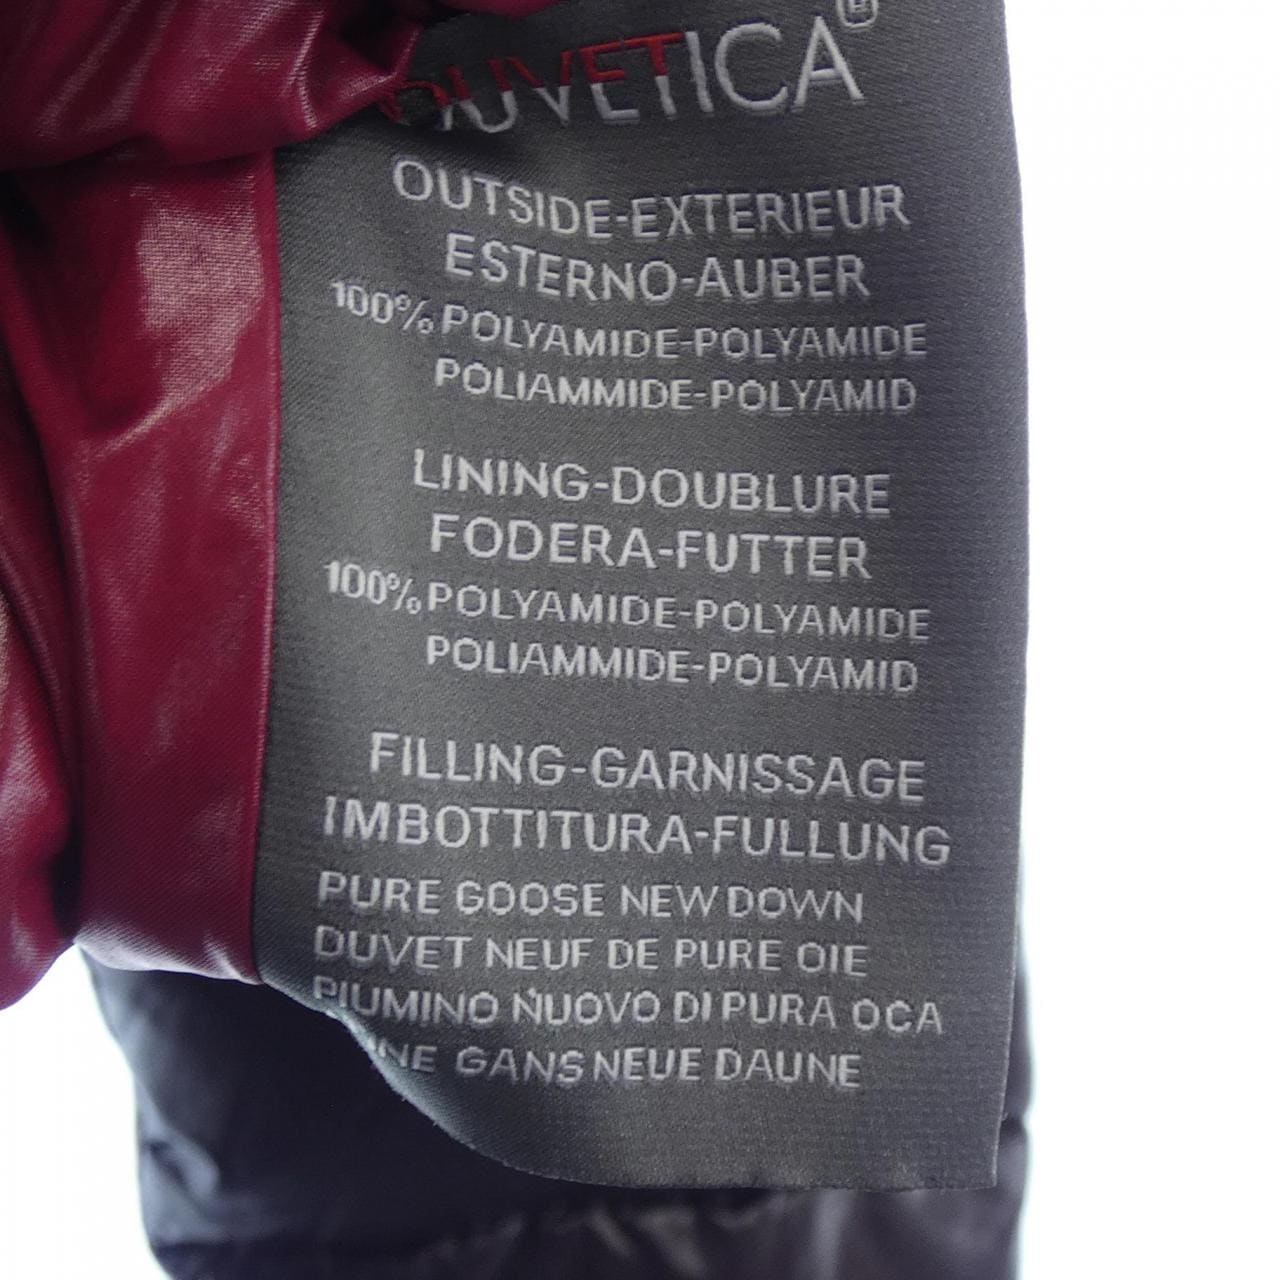 DUVETICA
OUTSIDE-EXTERIEUR
ESTERNO-AUBER
100% POLYAMIDE-POLYAMIDE
POLIAMMIDE-POLYAMID
LINING-DOUBLURE
FODERA-FUTTER
100% POLYAMIDE-POLYAMIDE
POLIAMMIDE-POLYAMID
FILLING-GARNISSAGE
IMBOTTITURA-FULLUNG
PURE GOOSE NEW DOWN
DUVET NEUF DE PURE OIE
PIUMINO NUOVO DI PURA OCA
GANS NEUE DAUNE